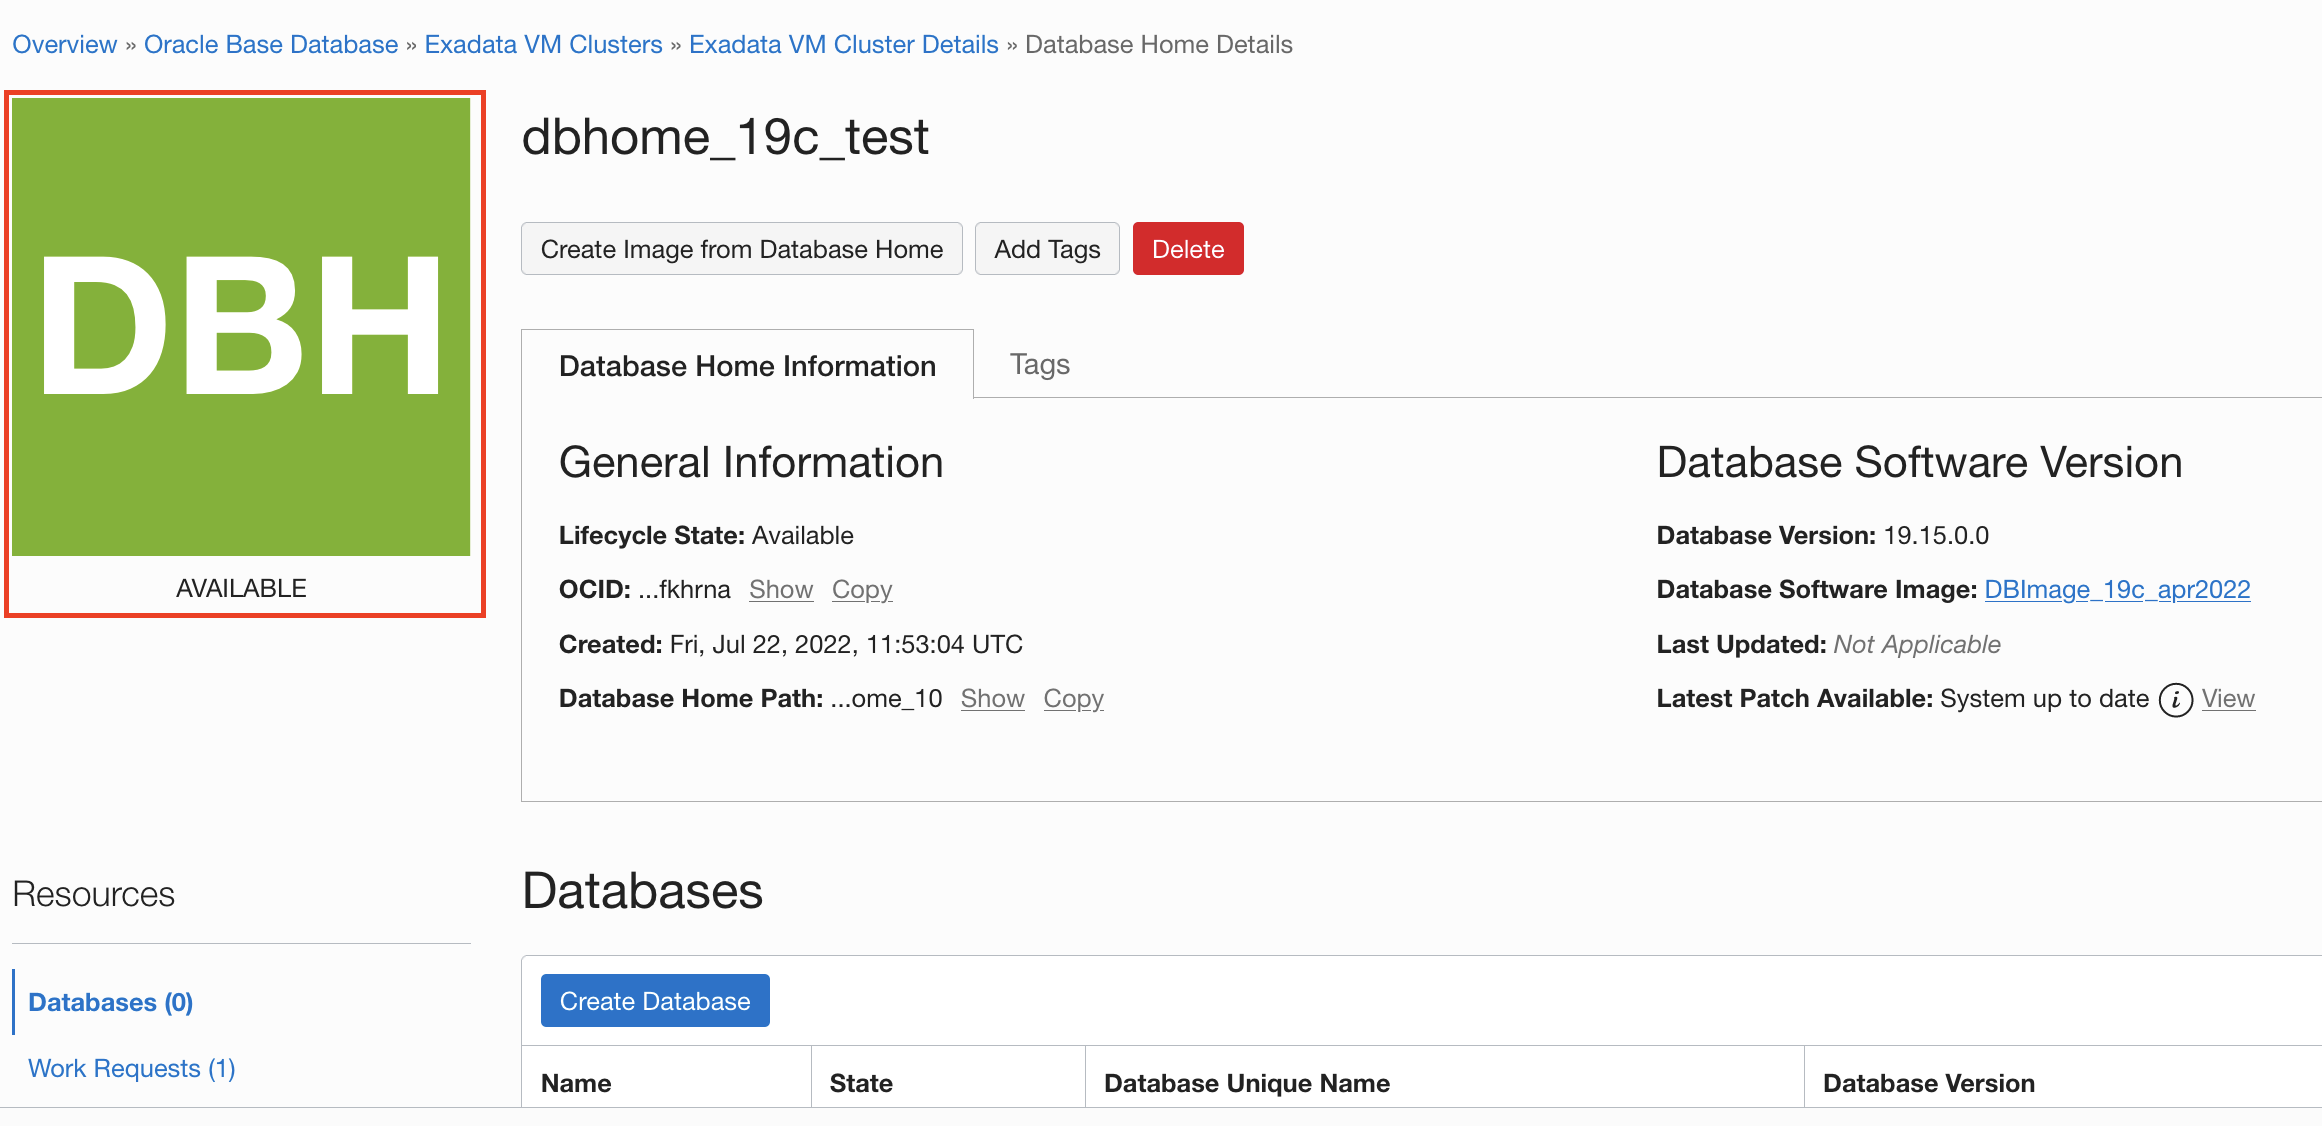 Overview » Oracle Base Database » Exadata VM Clusters » Exadata VM Cluster Details » Database Home Details
DBH
AVAILABLE
dbhome_19c_test
Create Image from Database Home Add Tags Delete
Database Home Information Tags
General Information
Lifecycle State: Available
OCID: ...fkhrna Show Copy
Created: Fri, Jul 22, 2022, 11:53:04 UTC
Database Home Path: ...ome_10 Show Copy
Database Software Version
Database Version: 19.15.0.0
Database Software Image: DBImage_19c_apr2022
Last Updated: Not Applicable
Latest Patch Available: System up to date i View
Resources
Databases (0)
Work Requests (1)
Databases
Create Database
Name State Database Unique Name Database Version